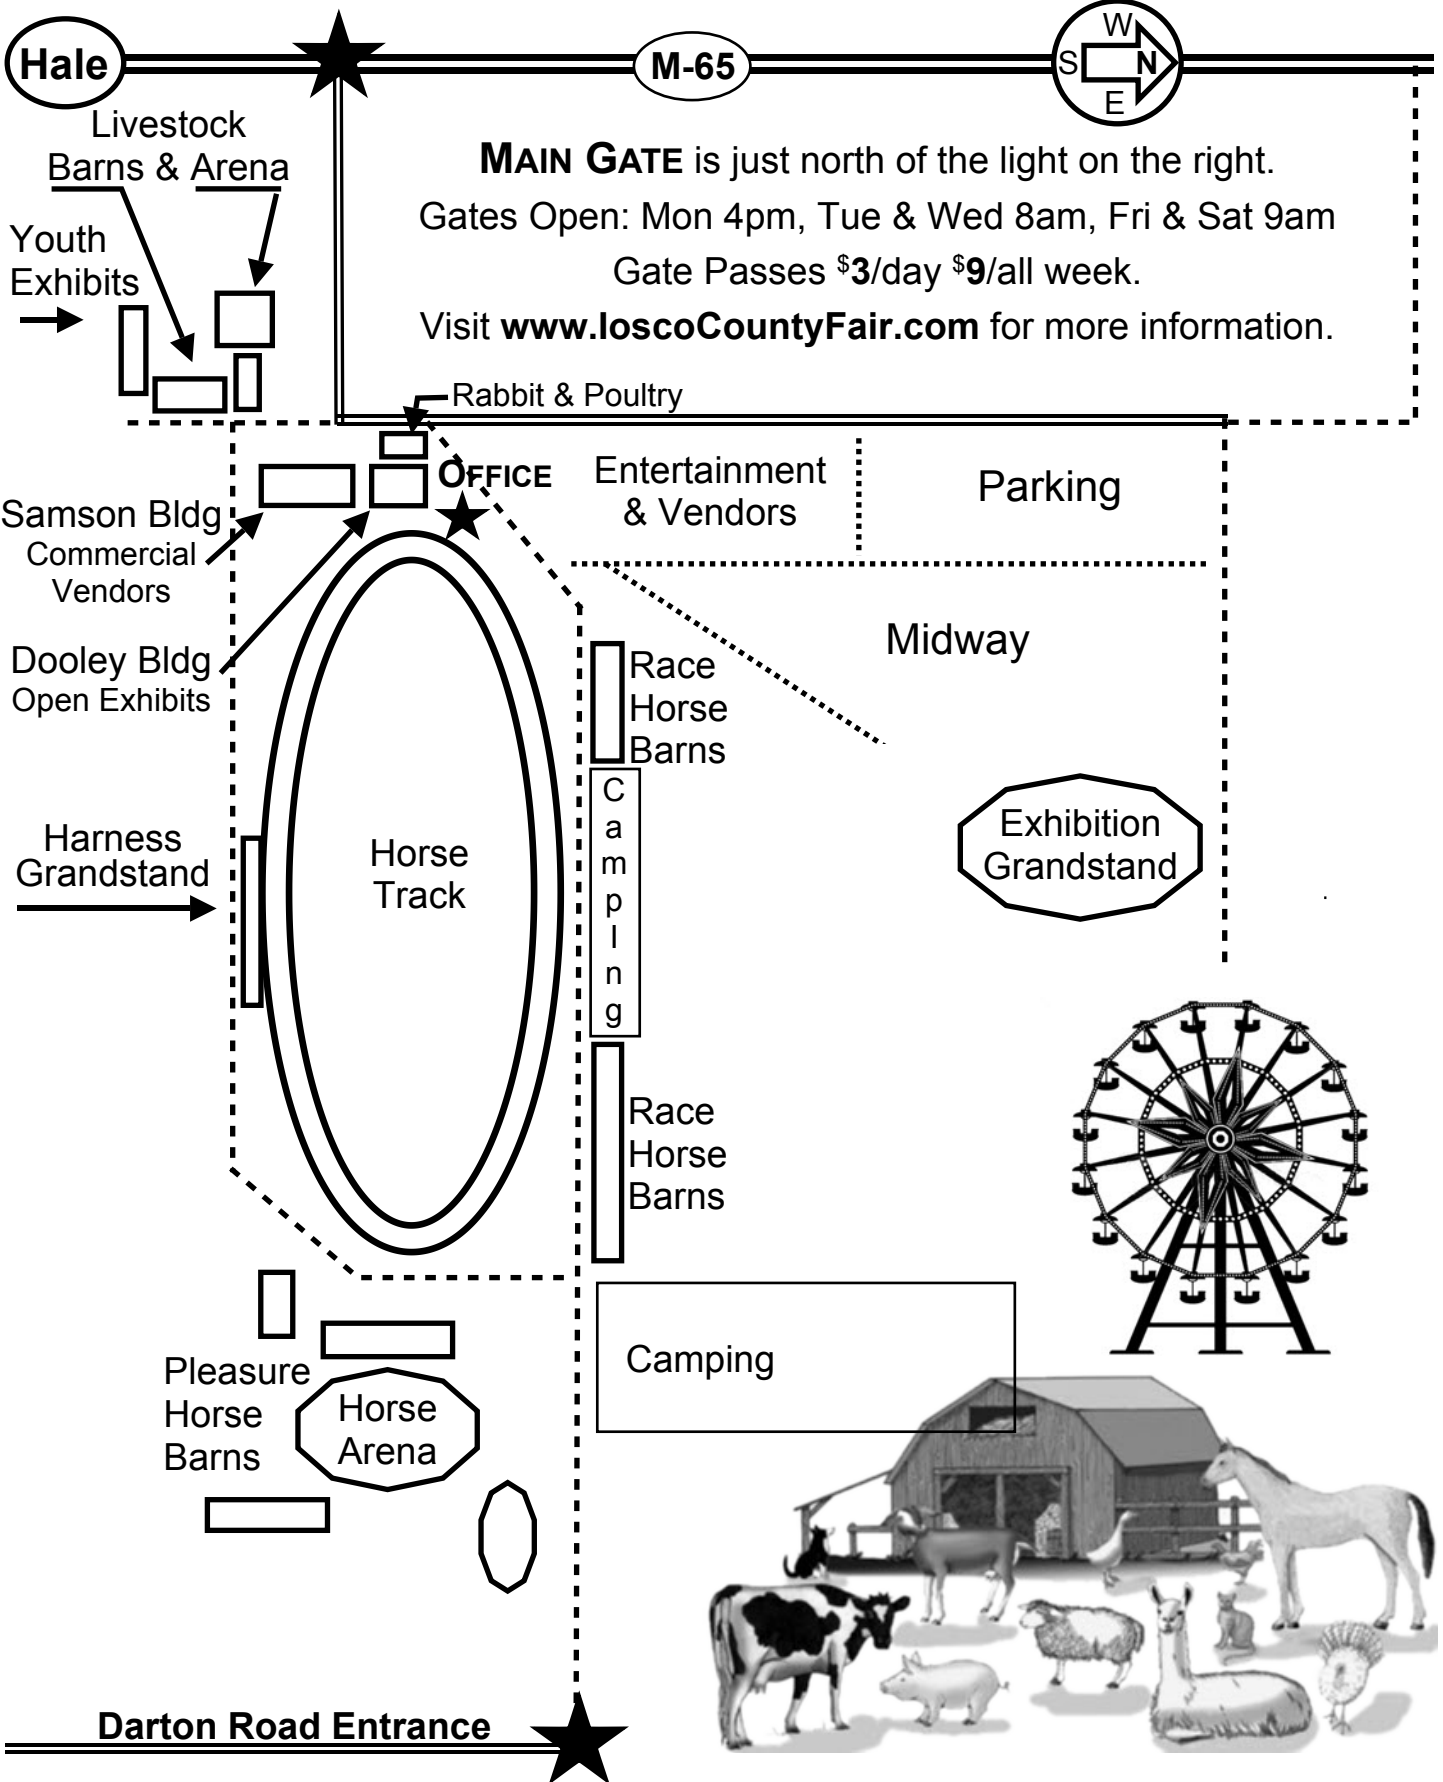 Hale
M-65
W
S N
E
Livestock
Barns & Arena
MAIN GATE is just north of the light on the right.
Gates Open: Mon 4pm, Tue & Wed 8am, Fri & Sat 9am
Gate Passes $3/day $9/all week.
Visit www.IoscoCountyFair.com for more information.
Youth
Exhibits
Rabbit & Poultry
OFFICE
Entertainment
& Vendors
Parking
Samson Bldg
Commercial
Vendors
Midway
Dooley Bldg
Open Exhibits
Race
Horse
Barns
C
a
m
p
I
n
g
Harness
Grandstand
Horse
Track
Exhibition
Grandstand
Race
Horse
Barns
Camping
Pleasure
Horse
Barns
Horse
Arena
Darton Road Entrance